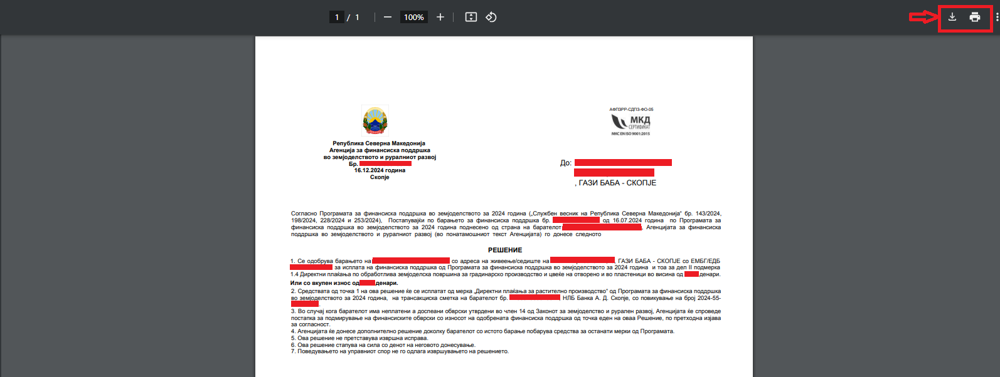 1 / 1
100%
АФПЗРР-СДПЗ-ФО-05
МКД
СЕРТИФИКАТ
МКС EN ISO 9001:2015
Република Северна Македонија
Агенција за финансиска поддршка
во земјоделството и руралниот развој
Бр.
16.12.2024 година
Скопје
До:
, ГАЗИ БАБА - СКОПЈЕ
Согласно Програмата за финансиска поддршка во земјоделството за 2024 година („Службен весник на Република Северна Македонија“ бр. 143/2024,
198/2024, 228/2024 и 253/2024), Постапувајќи по барањето за финансиска поддршка бр. од 16.07.2024 година по Програмата за
финансиска поддршка во земјоделството за 2024 година поднесено од страна на барателот , Агенцијата за финансиска
поддршка во земјоделството и руралниот развој (во понатамошниот текст Агенцијата) го донесе следното
РЕШЕНИЕ
1. Се одобрува барањето на со адреса на живеење/седиште на , ГАЗИ БАБА - СКОПЈЕ со ЕМБГ/ЕДБ
за исплата на финансиска поддршка од Програмата за финансиска поддршка во земјоделството за 2024 година и тоа за дел II подмерка
1.4 Директни плаќања по обработлива земјоделска површина за градинарско производство и цвеќе на отворено и во пластеници во висина од денари.
Или со вкупен износ од денари.
2. Средствата од точка 1 на ова решение ќе се исплатат од мерка „Директни плаќања за растително производство“ од Програмата за финансиска поддршка
во земјоделството за 2024 година, на трансакциска сметка на барателот бр. , НЛБ Банка А. Д. Скопје, со повикување на број 2024-55-
.
3. Во случај кога барателот има неплатени а доспеани обврски утврдени во член 14 од Законот за земјоделство и рурален развој, Агенцијата ќе спроведе
постапка за подмирување на финансиските обврски со износот на одобрената финансиска поддршка од точка еден на оваа Решение, по претходна изјава
за согласност.
4. Агенцијата ќе донесе дополнително решение доколку барателот со истото барање побарува средства за останати мерки од Програмата.
5. Ова решение не претставува извршна исправа.
6. Ова решение стапува на сила со денот на неговото донесување.
7. Поведувањето на управниот спор не го одлага извршувањето на решението.